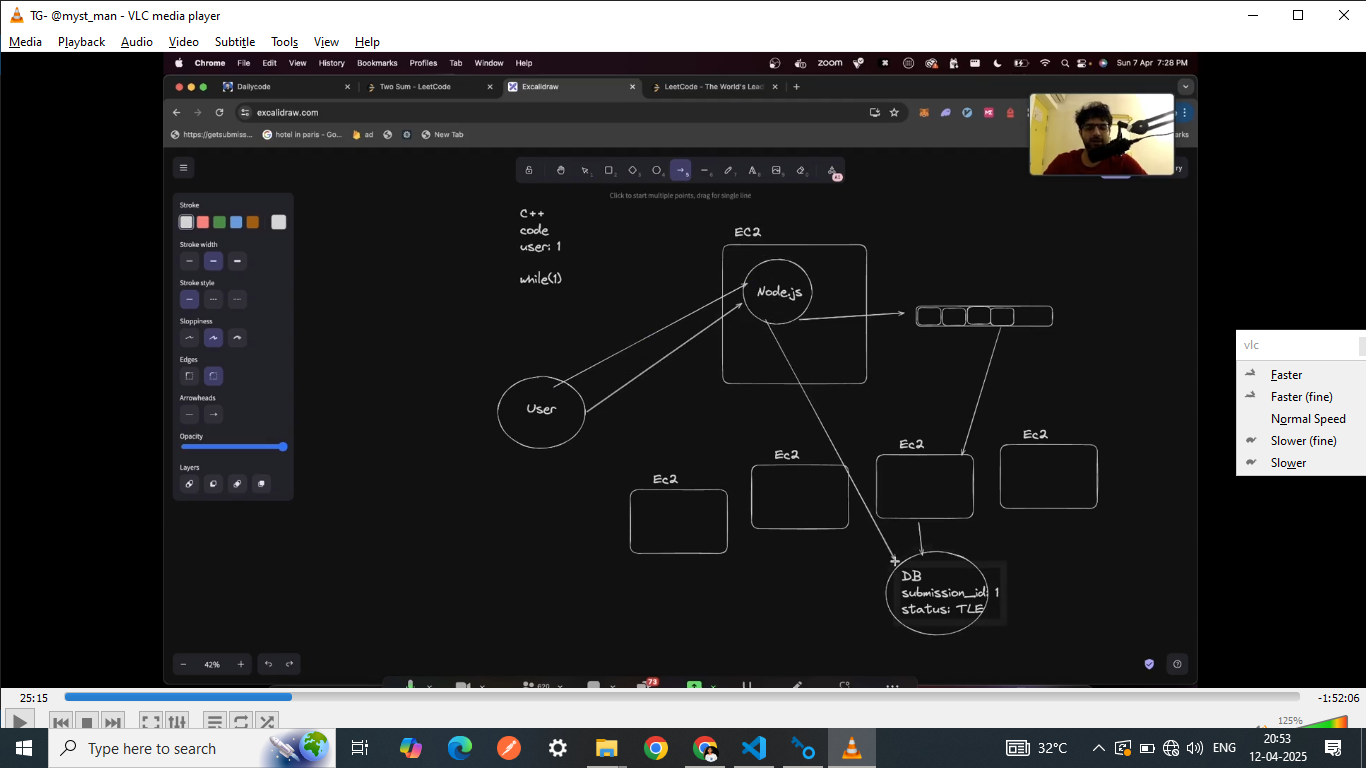 TG- @myst_man - VLC media player
Media Playback Audio Video Subtitle Tools View Help
Chrome File Edit View History Bookmarks Profiles Tab Window Help
zoom
Sun 7 Apr 7:28 PM
Dailycode
Two Sum - LeetCode
Excalidraw
LeetCode - The World's Lead
excalidraw.com
https://getsubmiss...
hotel in paris - Go...
ad
New Tab
Click to start multiple points, drag for single line
Stroke
Stroke width
Stroke style
Sloppiness
Edges
Arrowheads
Opacity
Layers
C++
code
user: 1
while(1)
EC2
Node.js
User
Ec2
Ec2
Ec2
Ec2
DB
submission_id: 1
status: TLE
42%
vlc
Faster
Faster (fine)
Normal Speed
Slower (fine)
Slower
73
25:15
-1:52:06
125%
Type here to search
32°C
ENG
20:53
12-04-2025